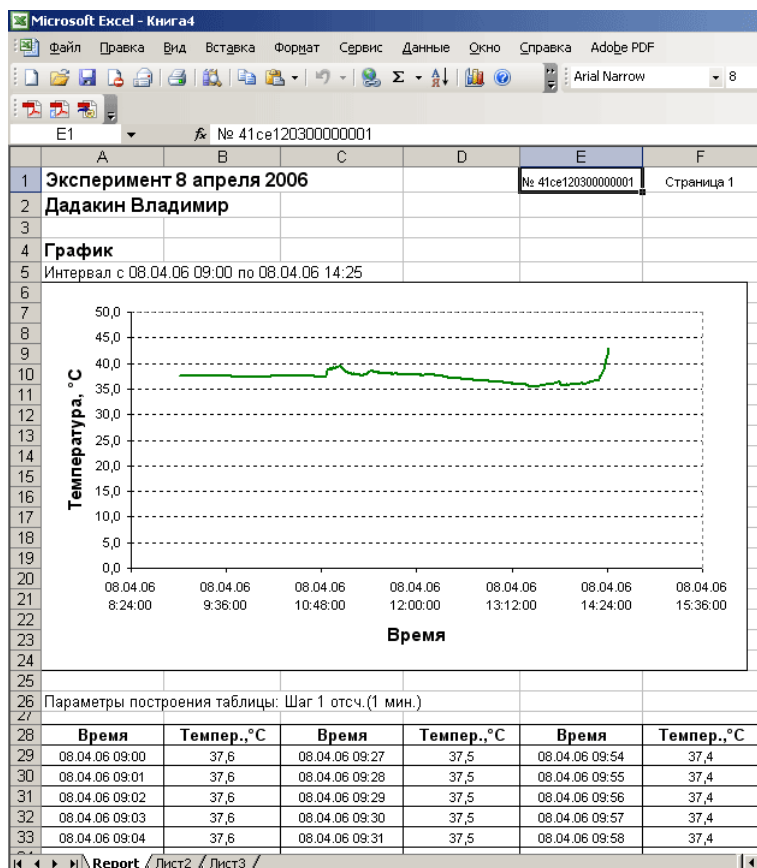 Microsoft Excel - Книга4
Файл Правка Вид Вставка Формат Сервис Данные Окно Справка Adobe PDF
Arial Narrow 8
E1 fx № 41ce120300000001
A B C D E F
1 Эксперимент 8 апреля 2006 № 41ce120300000001 Страница 1
2 Дадакин Владимир
3
4 График
5 Интервал с 08.04.06 09:00 по 08.04.06 14:25
6
7
8
9
10
11
12
13
14
15
16
17
18
19
20
21
22
23
24
Температура, °C
50,0
45,0
40,0
35,0
30,0
25,0
20,0
15,0
10,0
5,0
0,0
08.04.06 08.04.06 08.04.06 08.04.06 08.04.06 08.04.06 08.04.06
8:24:00 9:36:00 10:48:00 12:00:00 13:12:00 14:24:00 15:36:00
Время
25
26 Параметры построения таблицы: Шаг 1 отсч.(1 мин.)
27
28 Время Темпер.,°C Время Темпер.,°C Время Темпер.,°C
29 08.04.06 09:00 37,6 08.04.06 09:27 37,5 08.04.06 09:54 37,4
30 08.04.06 09:01 37,6 08.04.06 09:28 37,5 08.04.06 09:55 37,4
31 08.04.06 09:02 37,6 08.04.06 09:29 37,5 08.04.06 09:56 37,4
32 08.04.06 09:03 37,6 08.04.06 09:30 37,5 08.04.06 09:57 37,4
33 08.04.06 09:04 37,6 08.04.06 09:31 37,5 08.04.06 09:58 37,4
Report Лист2 Лист3